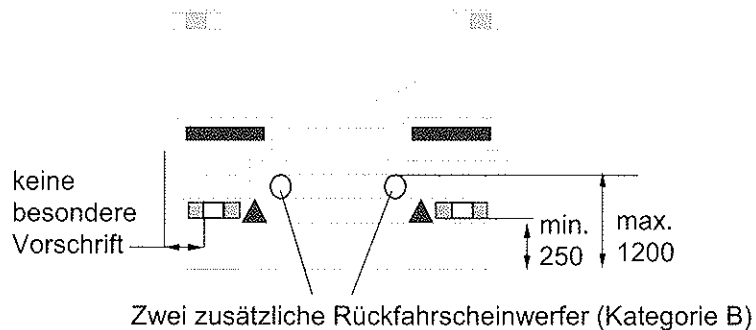 keine
besondere
Vorschrift
min.
250
max.
1200
Zwei zusätzliche Rückfahrscheinwerfer (Kategorie B)